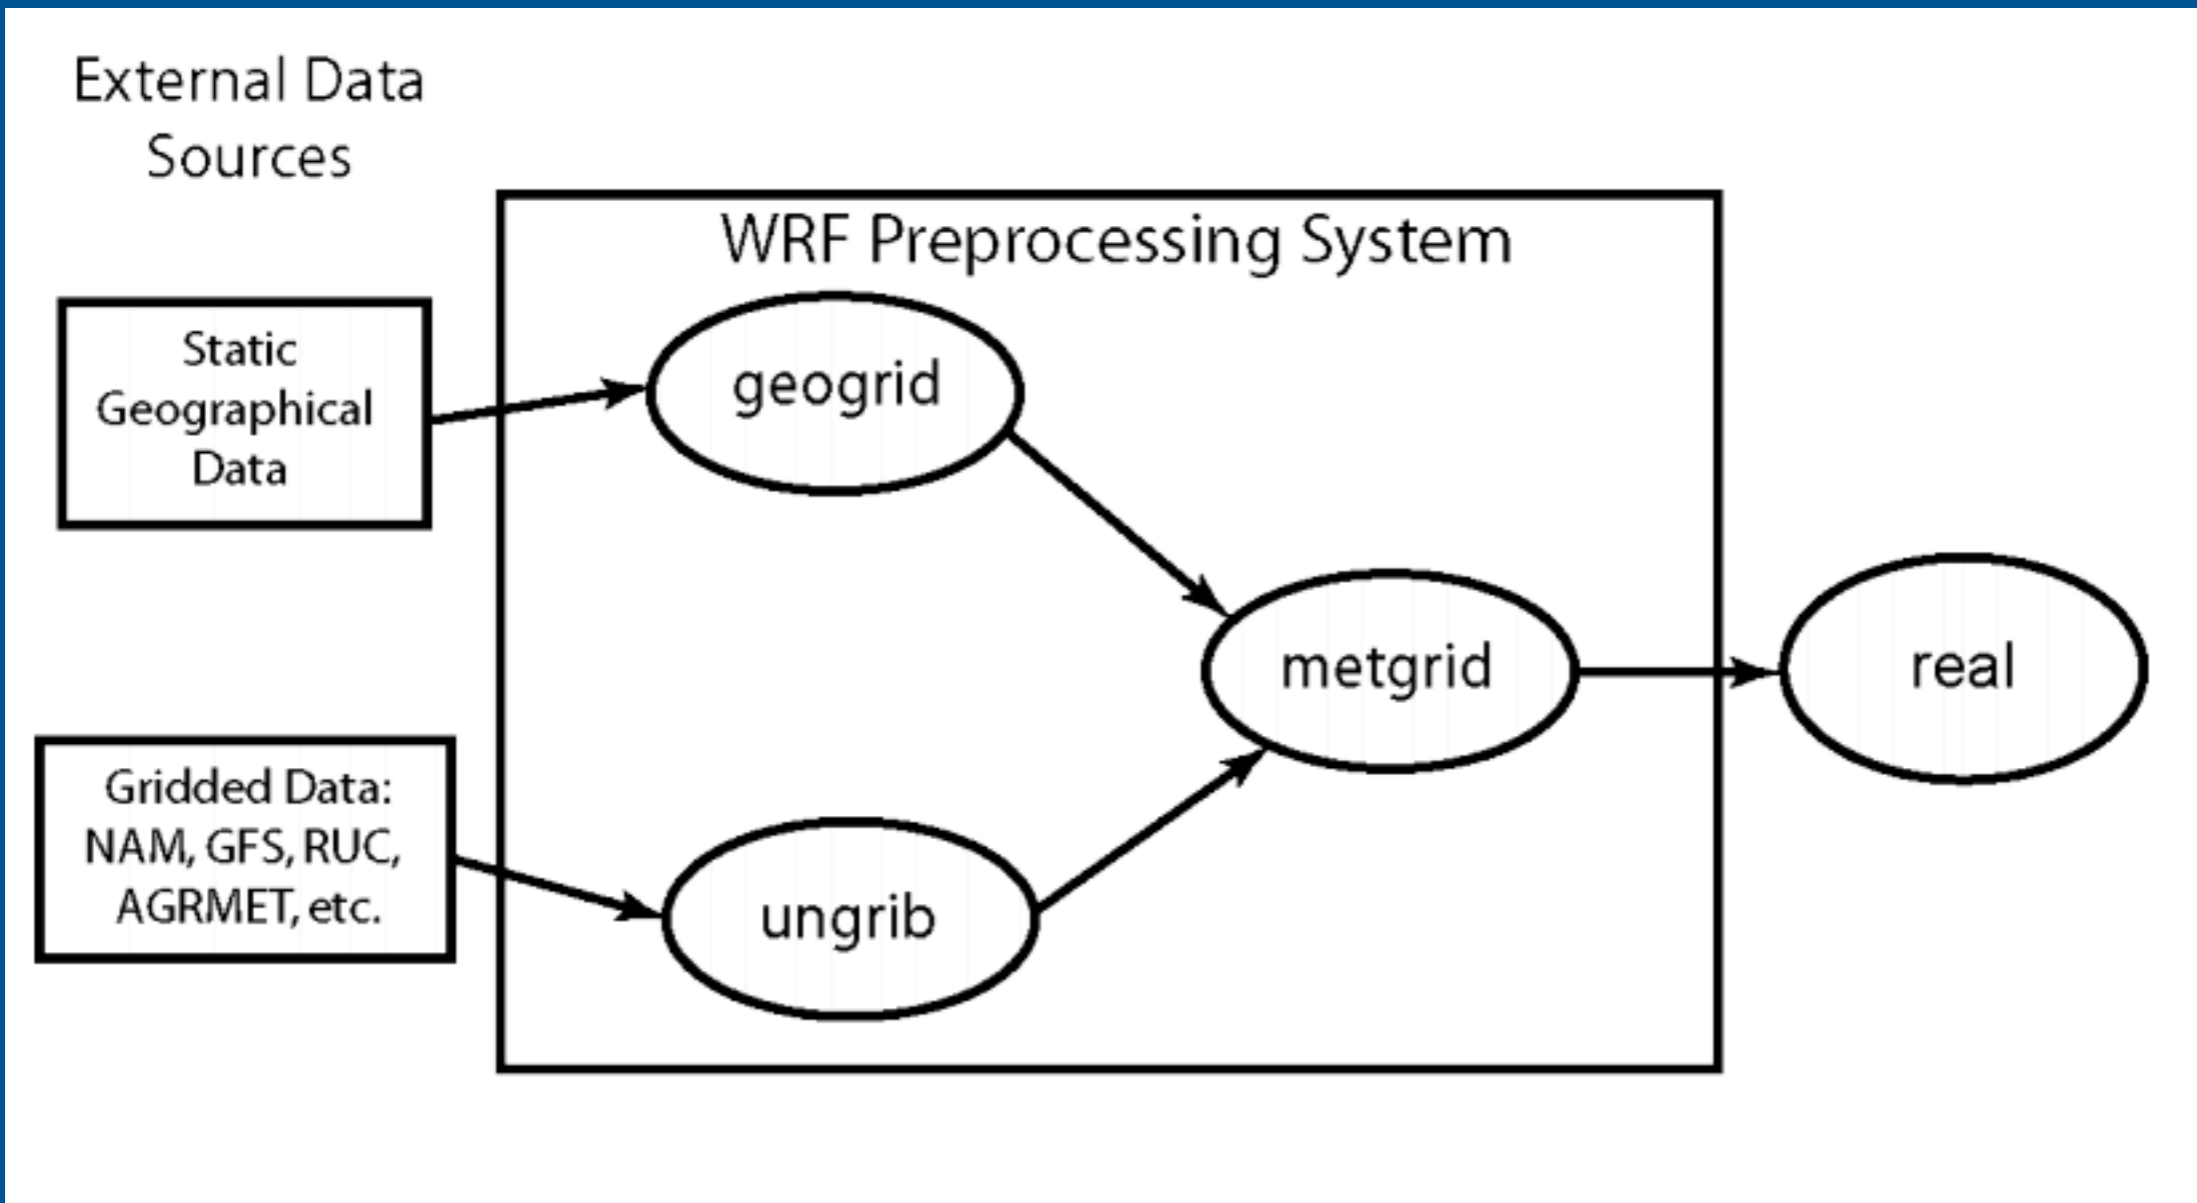 External Data
Sources
WRF Preprocessing System
Static
Geographical
Data
geogrid
metgrid
real
Gridded Data:
NAM, GFS, RUC,
AGRMET, etc.
ungrib